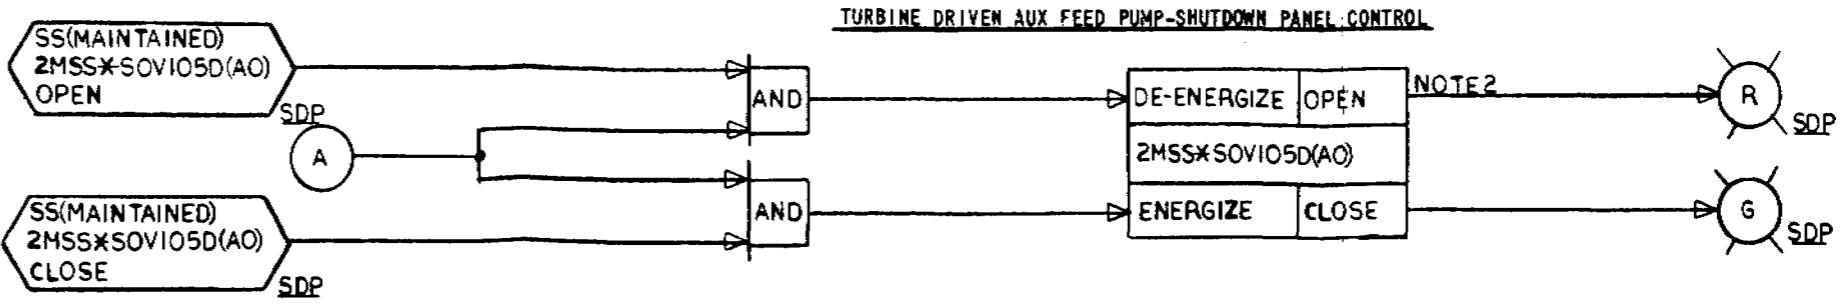 TURBINE DRIVEN AUX FEED PUMP-SHUTDOWN PANEL CONTROL
SS(MAINTAINED)
2MSS*SOV105D(AO)
OPEN
SDP
A
SS(MAINTAINED)
2MSS*SOV105D(AO)
CLOSE
SDP
AND
AND
DE-ENERGIZE OPEN
2MSS*SOV105D(AO)
ENERGIZE CLOSE
NOTE 2
R
SDP
G
SDP